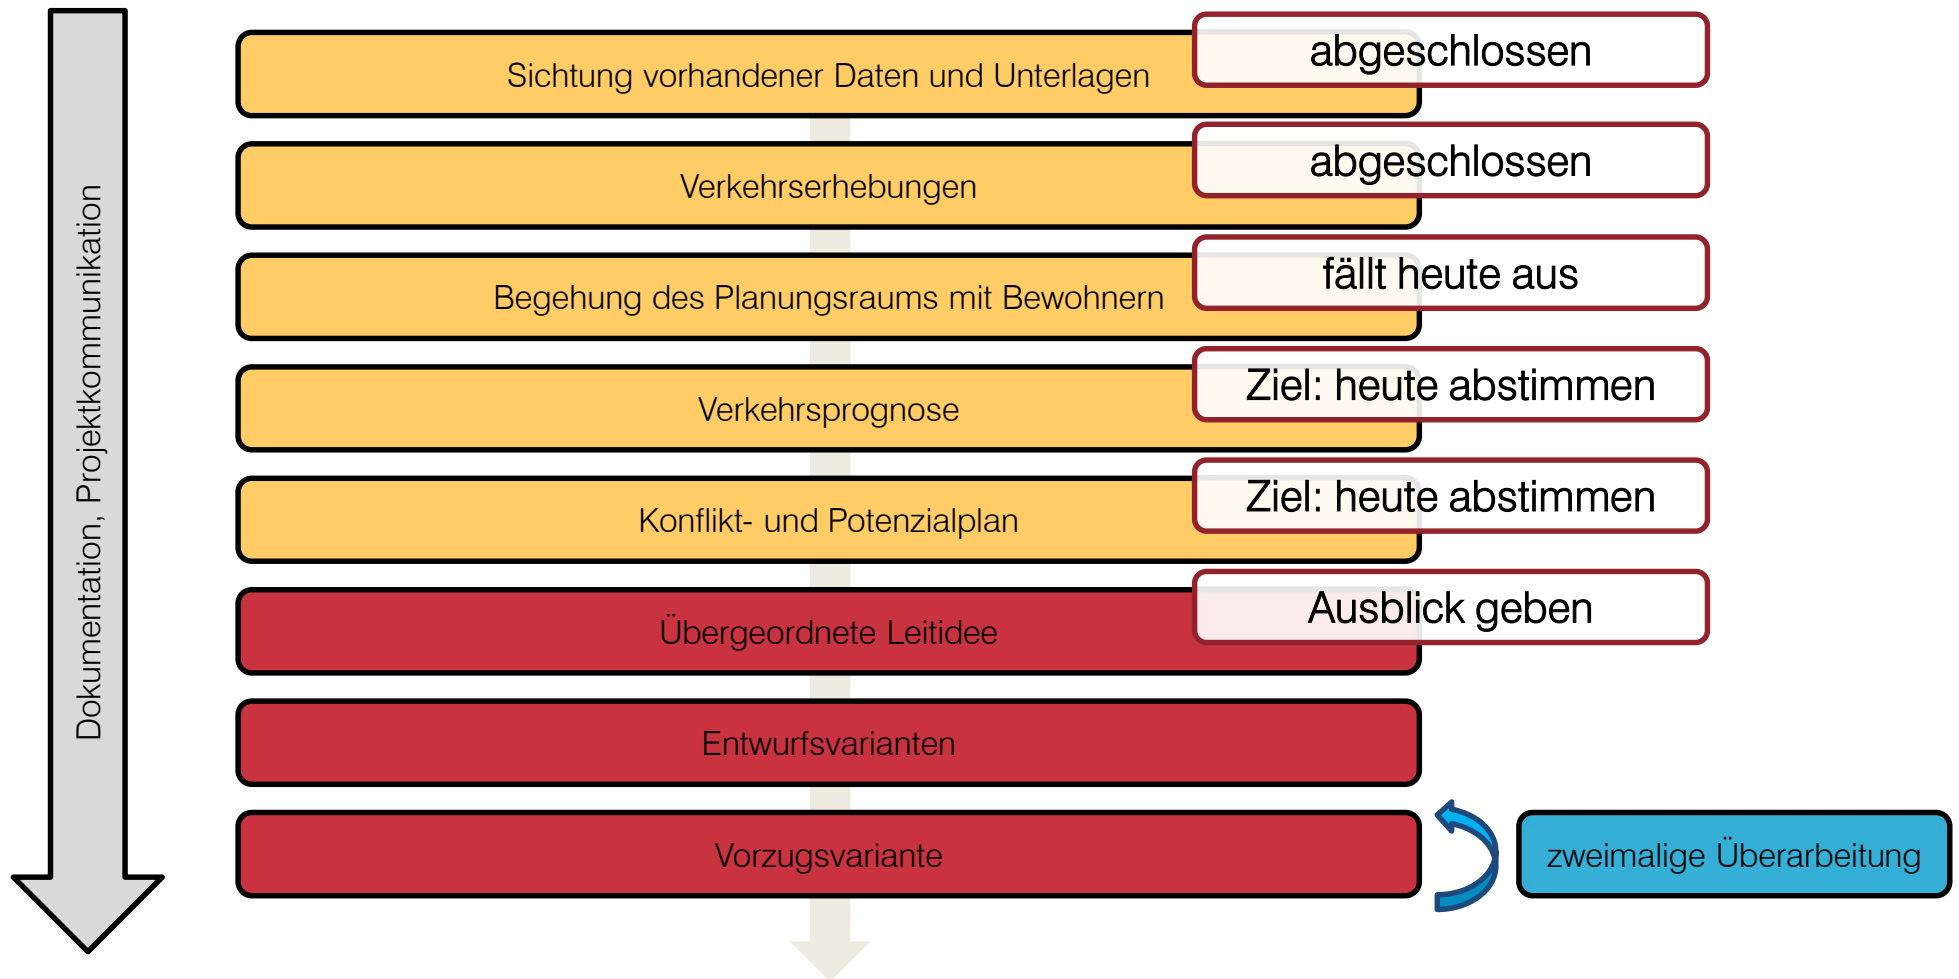 Dokumentation, Projektkommunikation
Sichtung vorhandener Daten und Unterlagen
abgeschlossen
Verkehrserhebungen
abgeschlossen
Begehung des Planungsraums mit Bewohnern
fällt heute aus
Verkehrsprognose
Ziel: heute abstimmen
Konflikt- und Potenzialplan
Ziel: heute abstimmen
Übergeordnete Leitidee
Ausblick geben
Entwurfsvarianten
Vorzugsvariante
zweimalige Überarbeitung